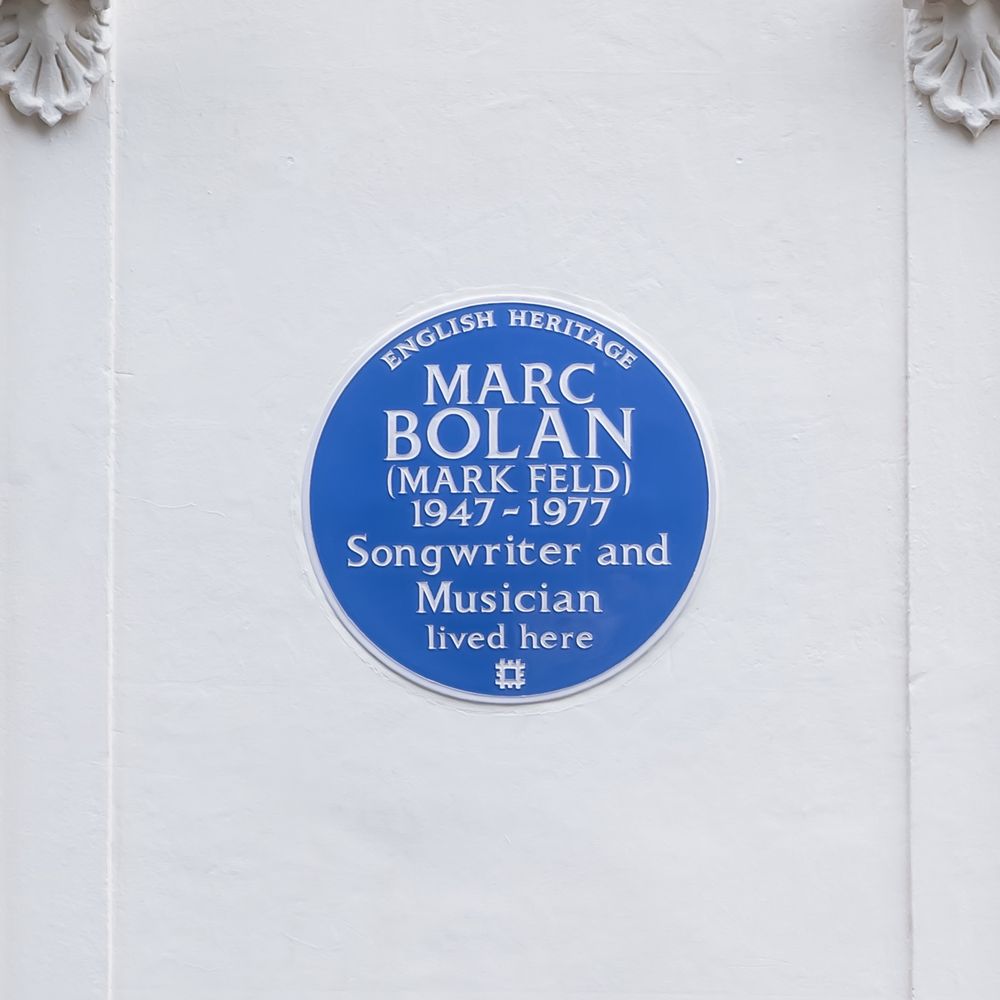 ENGLISH HERITAGE
MARC
BOLAN
(MARK FELD)
1947-1977
Songwriter and
Musician
lived here